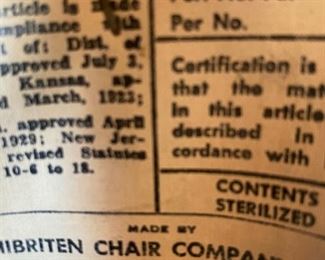 article is made
compliance with
of: Dist. of
approved July 3,
Kansas, ap-
March, 1923;
approved April
1929; New Jer-
revised Statutes
10-6 to 18.
Per No.
Certification is
that the mat
in this article
described in
cordance with
CONTENTS
STERILIZED
MADE BY
HIBRITEN CHAIR COMPAN